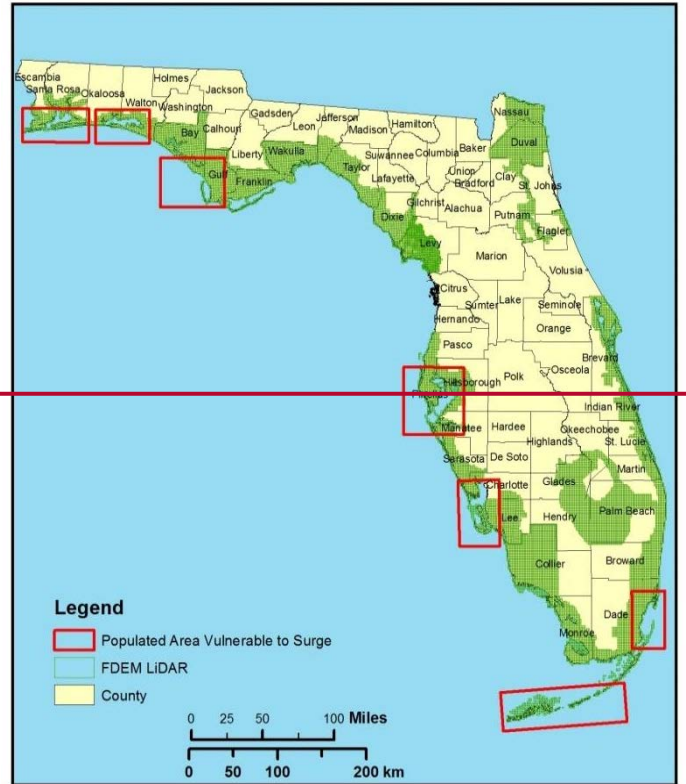 Escambia
Santa Rosa
Okaloosa
Holmes
Walton
Washington
Jackson
Bay
Calhoun
Gulf
Liberty
Gadsden
Franklin
Leon
Wakulla
Jefferson
Madison
Taylor
Hamilton
Suwannee
Lafayette
Dixie
Columbia
Gilchrist
Levy
Baker
Union
Bradford
Alachua
Nassau
Duval
Clay
St. Johns
Putnam
Flagler
Marion
Volusia
Citrus
Sumter
Lake
Seminole
Hernando
Orange
Pasco
Brevard
Osceola
Hillsborough
Polk
Pinellas
Indian River
Manatee
Hardee
Okeechobee
Highlands
St. Lucie
Sarasota
De Soto
Martin
Charlotte
Glades
Lee
Hendry
Palm Beach
Collier
Broward
Dade
Monroe
Legend
Populated Area Vulnerable to Surge
FDEM LiDAR
County
0 25 50 100 Miles
0 50 100 200 km